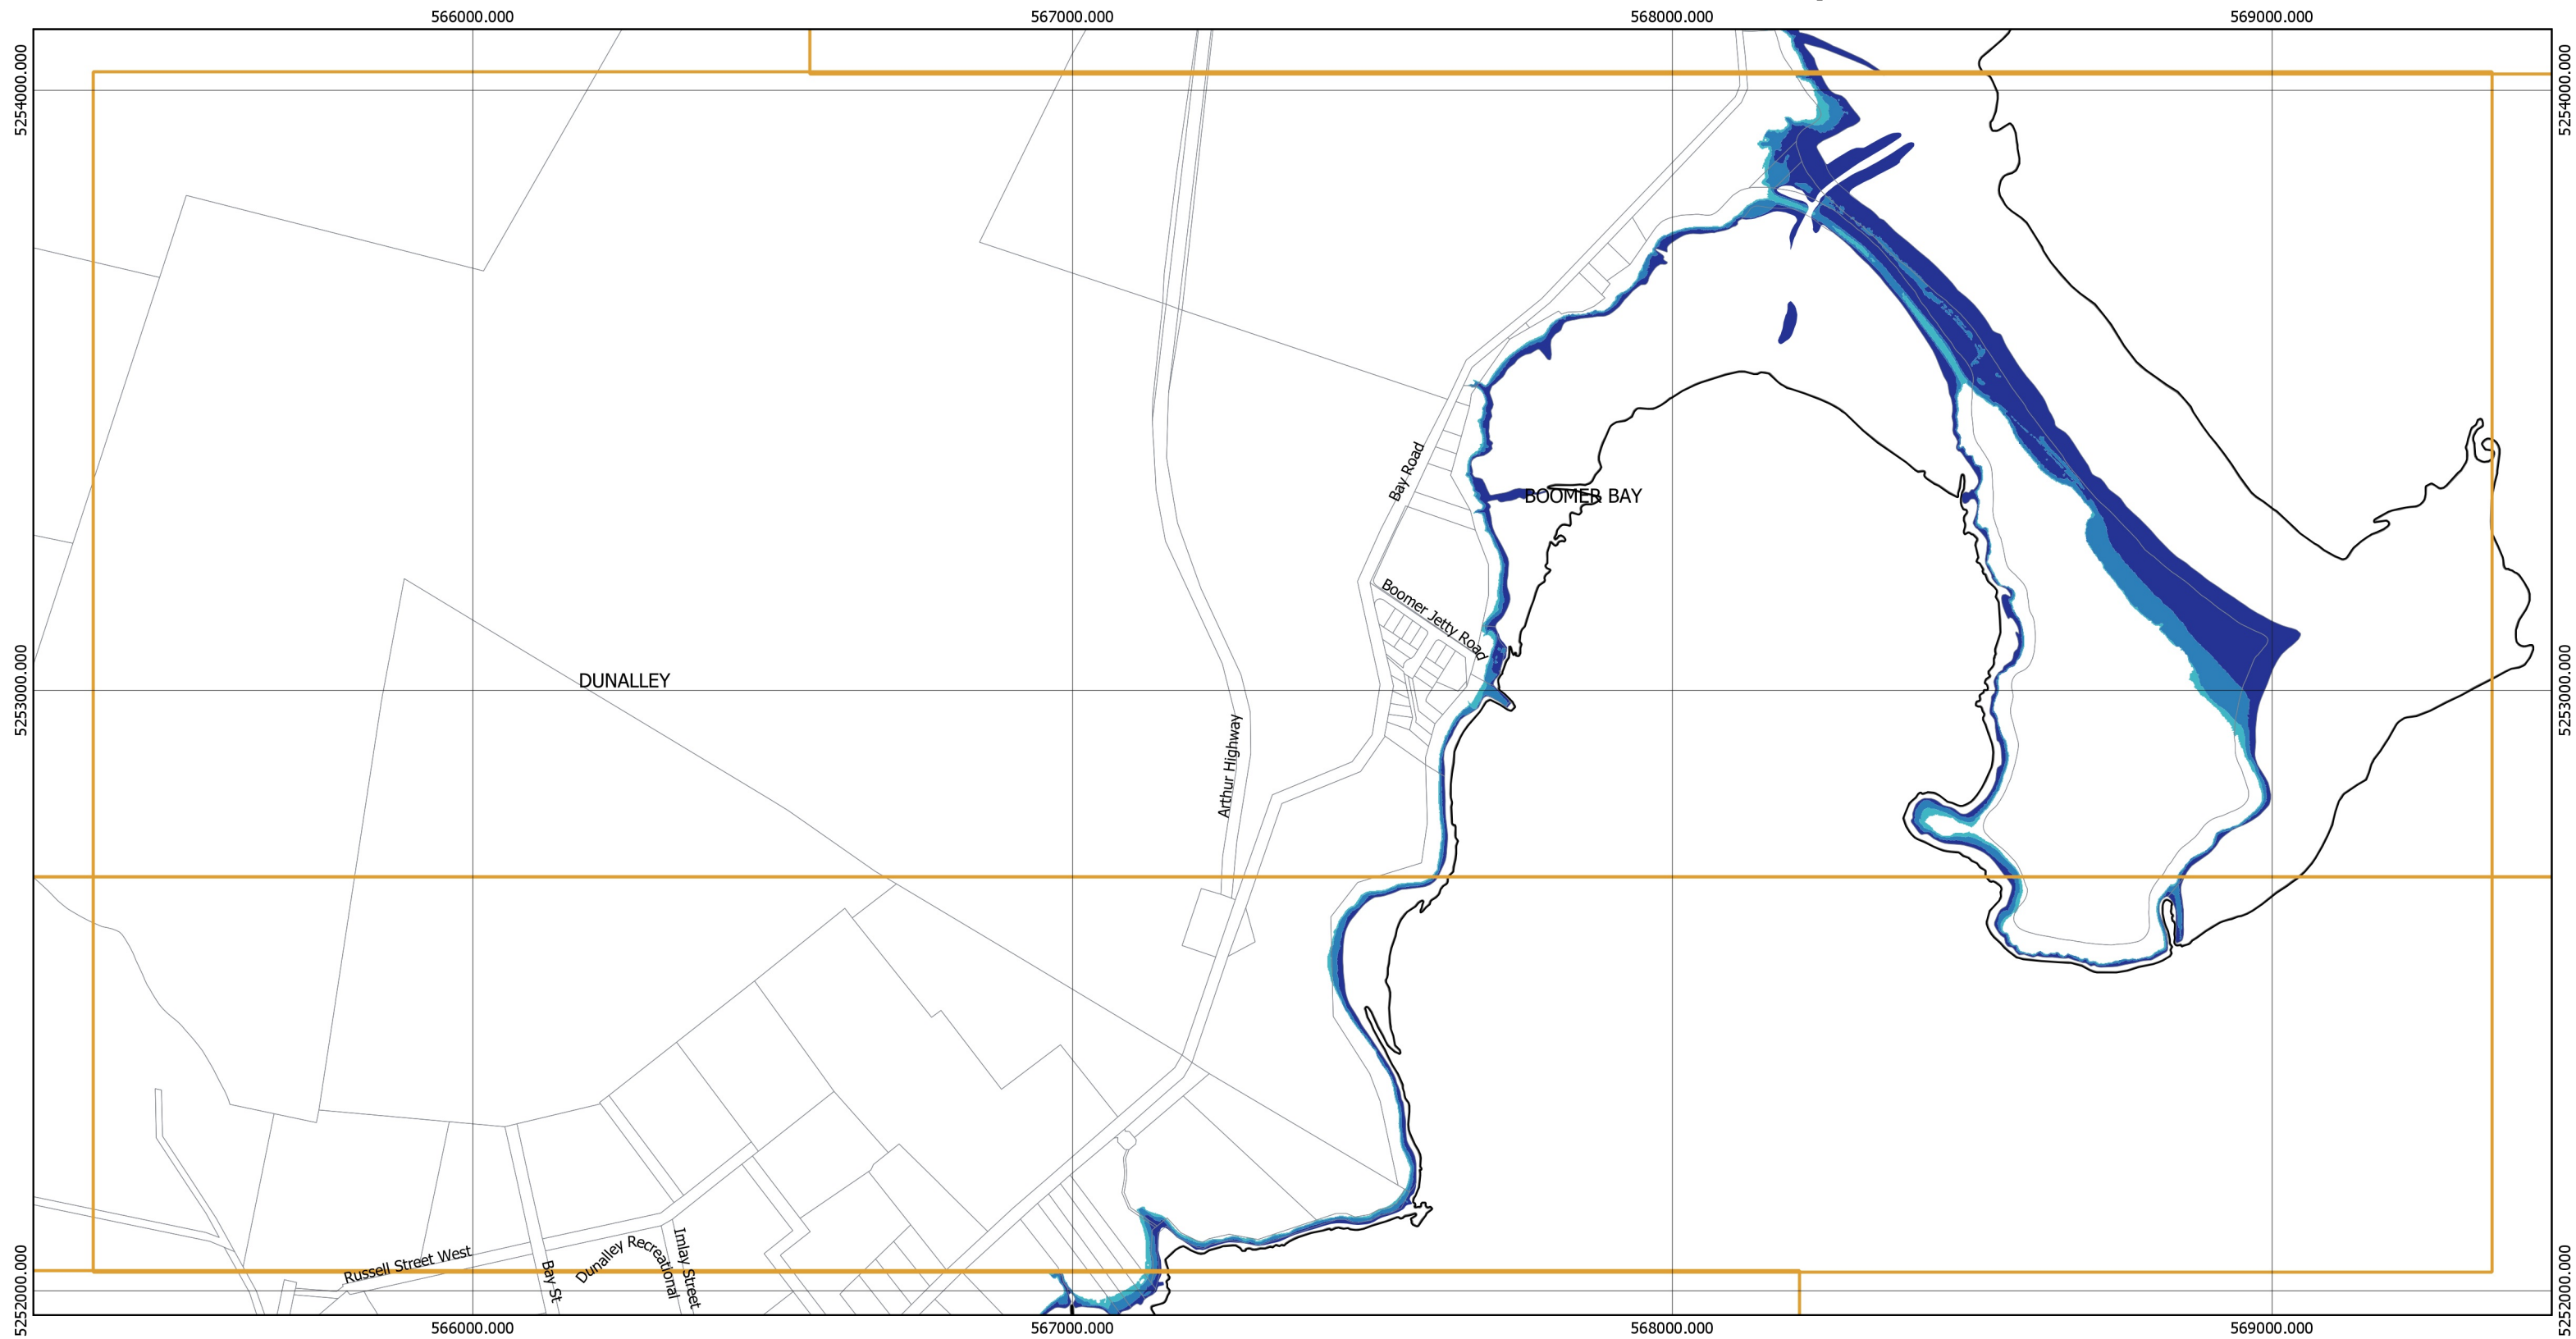 566000.000
567000.000
568000.000
569000.000
5254000.000
5254000.000
Bay Road
BOOMER BAY
Boomer Jetty Road
DUNALLEY
5253000.000
5253000.000
Arthur Highway
Russell Street West
Bay St
Dunalley Recreational
Imlay Street
5252000.000
5252000.000
566000.000
567000.000
568000.000
569000.000